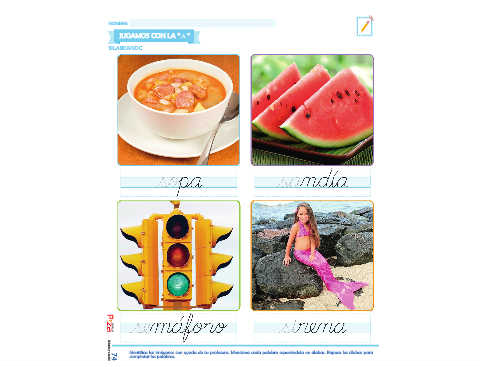 NOMBRE
JUGAMOS CON LA "A"
SILABEANDO
sopa
sandía
semáforo
sirena
74
Identifica las imágenes con ayuda de tu profesora. Menciona cada palabra separándola en sílabas. Repasa las sílabas para
completar las palabras.